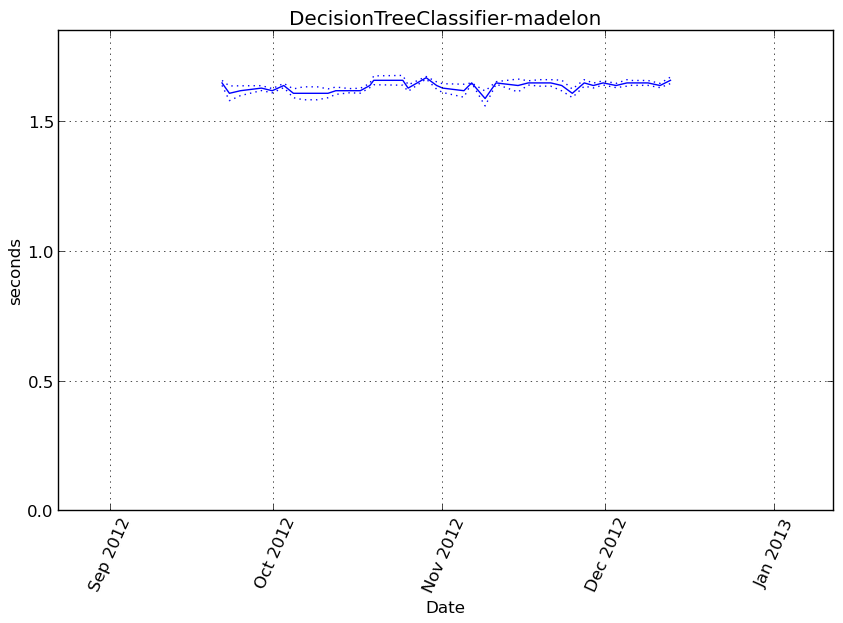 DecisionTreeClassifier-madelon
1.5
1.0
0.5
0.0
seconds
Sep 2012
Oct 2012
Nov 2012
Dec 2012
Jan 2013
Date